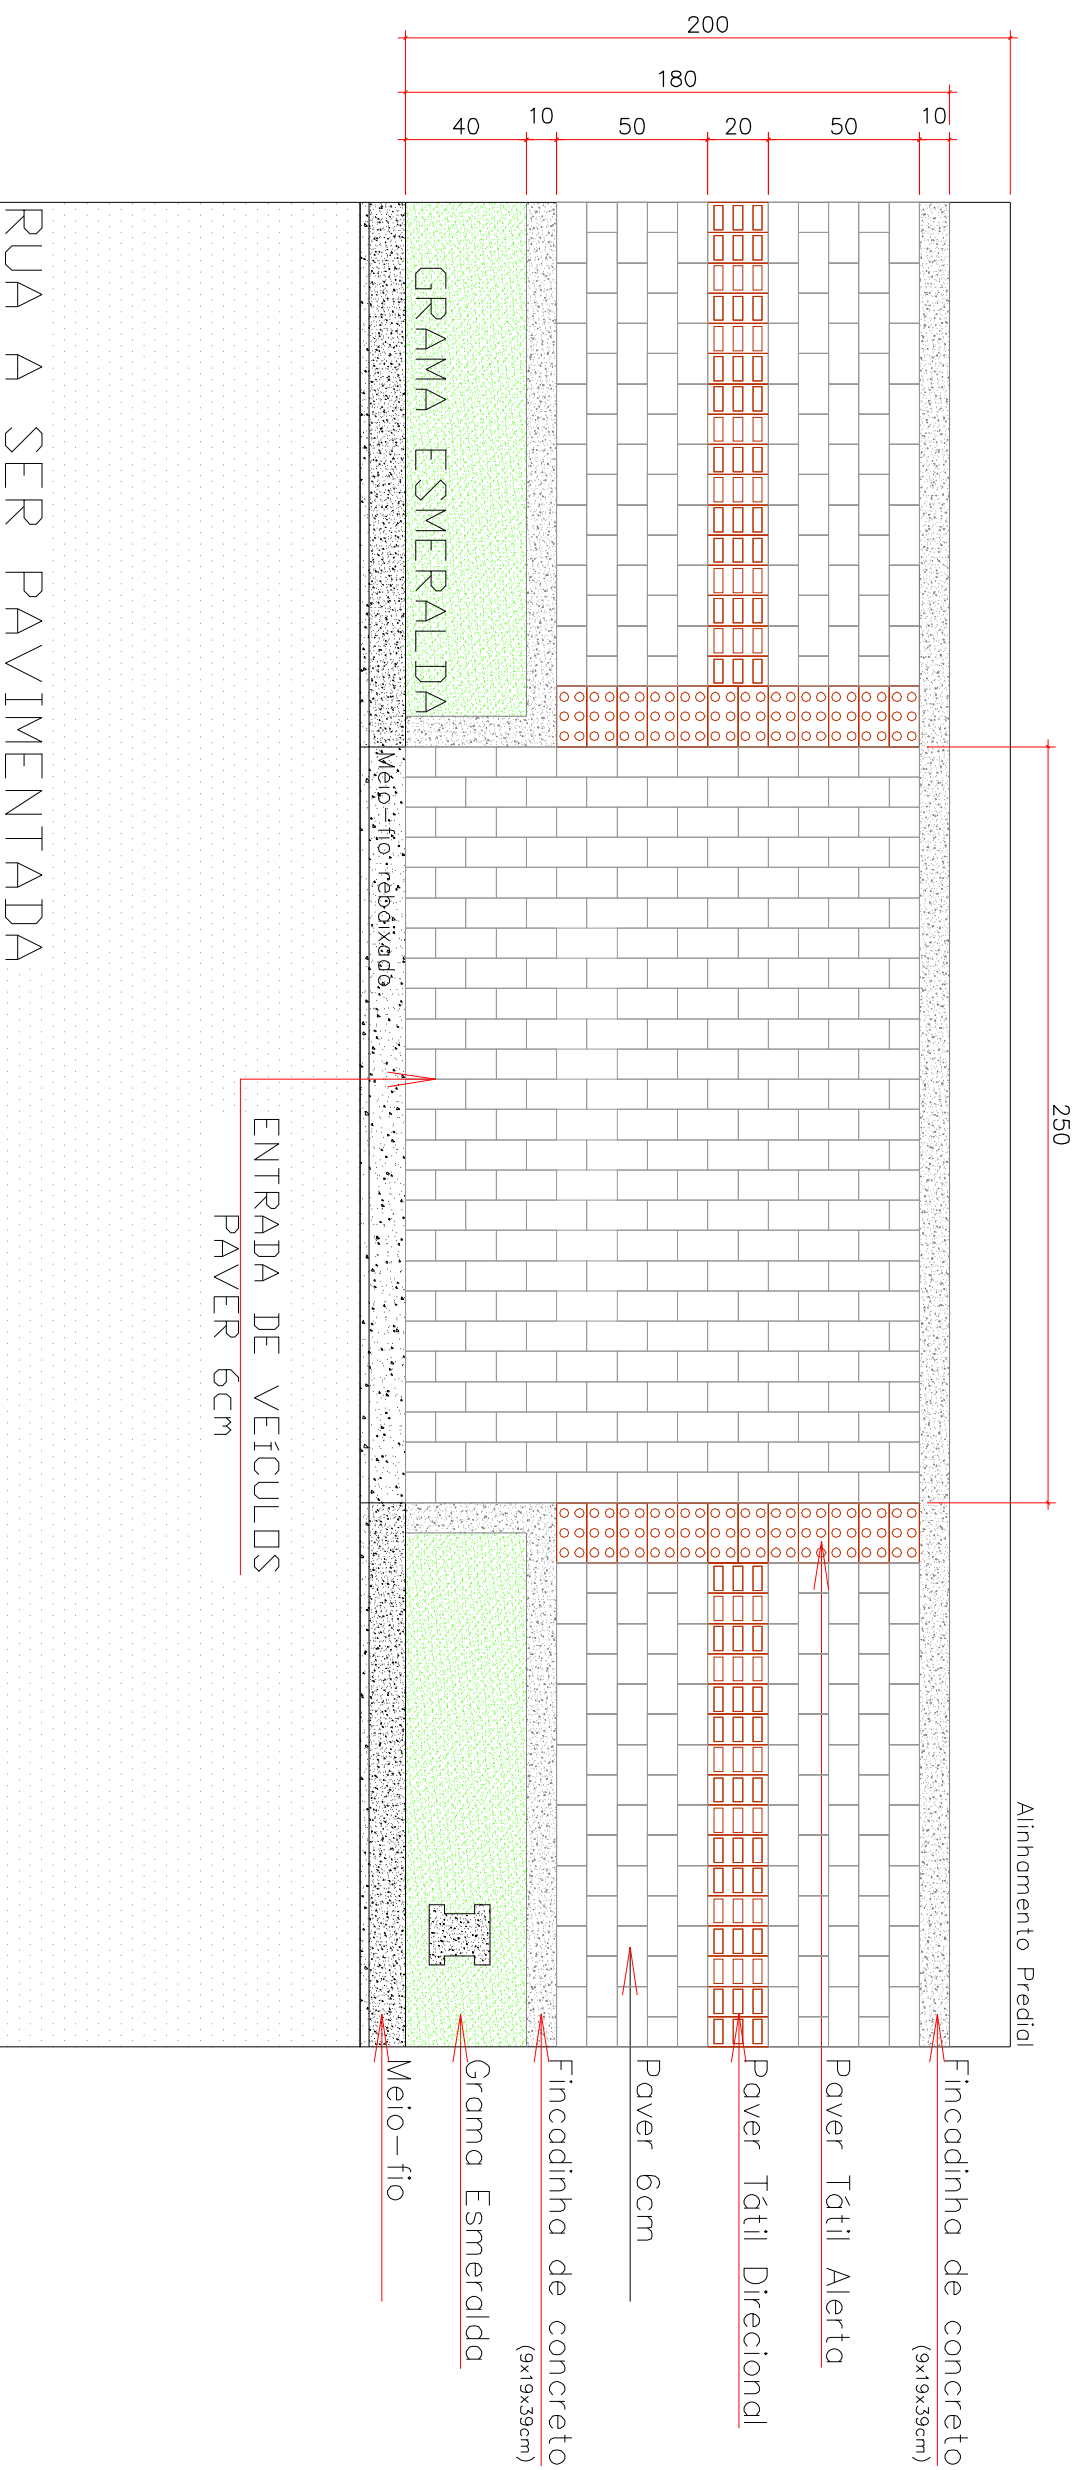 200
180
10
50
20
50
10
40
250
Alinhamento Predial
Fincadinha de concreto
(9x19x39cm)
Paver Tátil Alerta
Paver Tátil Direcional
Paver 6cm
Fincadinha de concreto
(9x19x39cm)
Grama Esmeralda
Meio-fio
GRAMA ESMERALDA
Meio-fio rebaixado
ENTRADA DE VEÍCULOS
PAVER 6cm
RUA A SER PAVIMENTADA